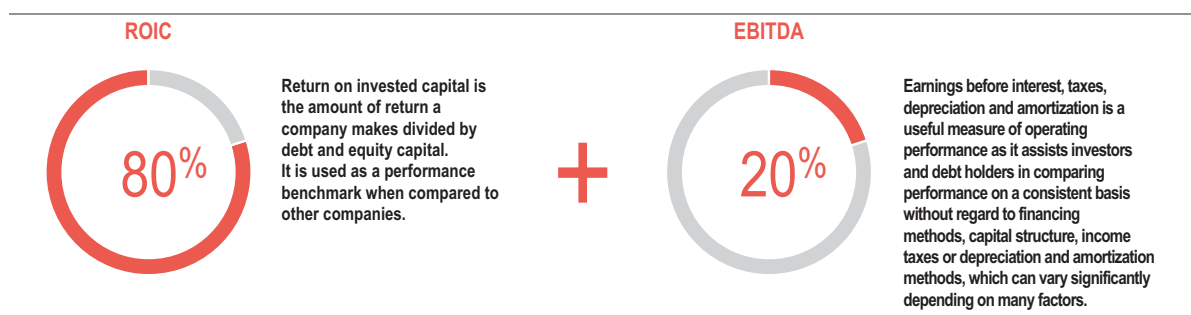 ROIC
80%
Return on invested capital is
the amount of return a
company makes divided by
debt and equity capital.
It is used as a performance
benchmark when compared to
other companies.
+
EBITDA
20%
Earnings before interest, taxes,
depreciation and amortization is a
useful measure of operating
performance as it assists investors
and debt holders in comparing
performance on a consistent basis
without regard to financing
methods, capital structure, income
taxes or depreciation and amortization
methods, which can vary significantly
depending on many factors.